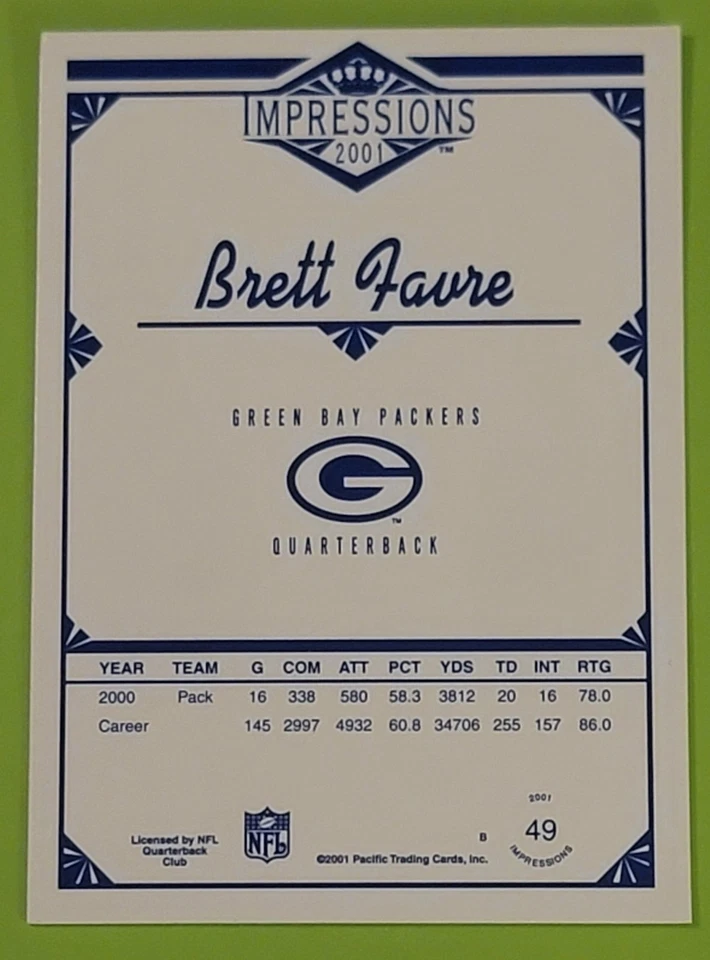 IMPRESSIONS
2001 ™
Brett Favre
GREEN BAY PACKERS
G ™
QUARTERBACK
YEAR TEAM G COM ATT PCT YDS TD INT RTG
2000 Pack 16 338 580 58.3 3812 20 16 78.0
Career 145 2997 4932 60.8 34706 255 157 86.0
Licensed by NFL
Quarterback
Club
NFL
©2001 Pacific Trading Cards, Inc.
B
2001
49
IMPRESSIONS